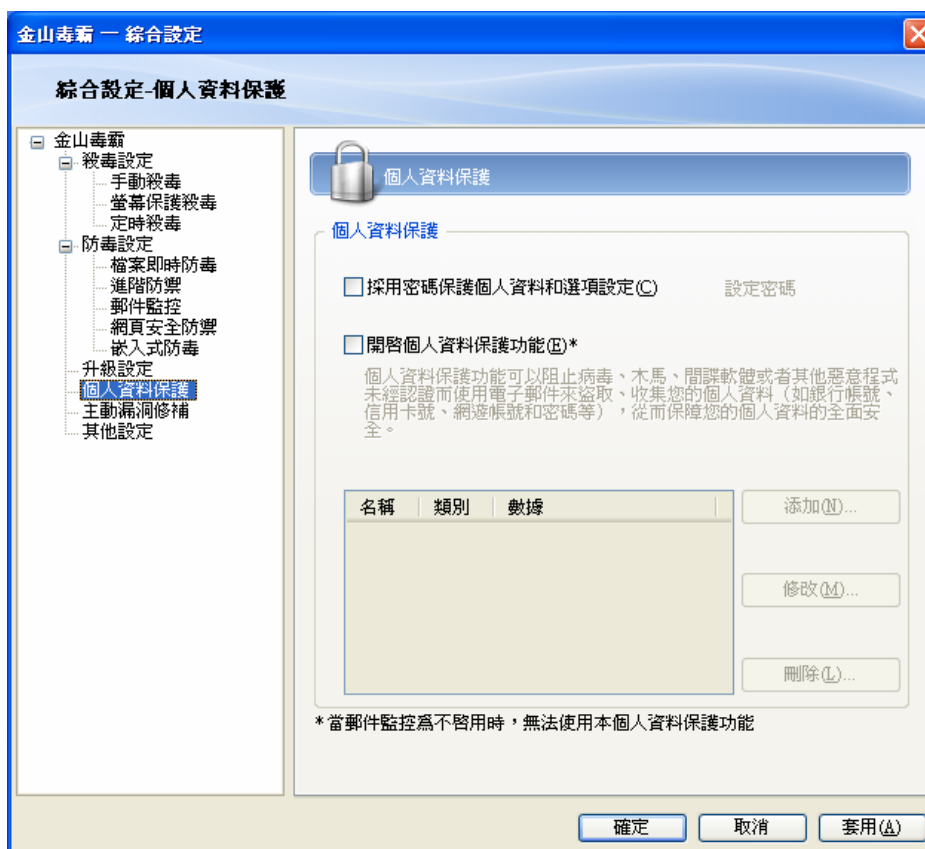 金山毒霸 一 綜合設定
綜合設定-個人資料保護
金山毒霸
殺毒設定
手動殺毒
螢幕保護殺毒
定時殺毒
防毒設定
檔案即時防毒
進階防禦
郵件監控
網頁安全防禦
嵌入式防毒
升級設定
個人資料保護
主動漏洞修補
其他設定
個人資料保護
個人資料保護
採用密碼保護個人資料和選項設定(C) 設定密碼
開啓個人資料保護功能(E)*
個人資料保護功能可以阻止病毒、木馬、間諜軟體或者其他惡意程式
未經認證而使用電子郵件來盜取、收集您的個人資料（如銀行帳號、
信用卡號、網遊帳號和密碼等），從而保障您的個人資料的全面安
全。
名稱 類別 數據
添加(N)...
修改(M)...
刪除(L)...
*當郵件監控爲不啓用時，無法使用本個人資料保護功能
確定 取消 套用(A)